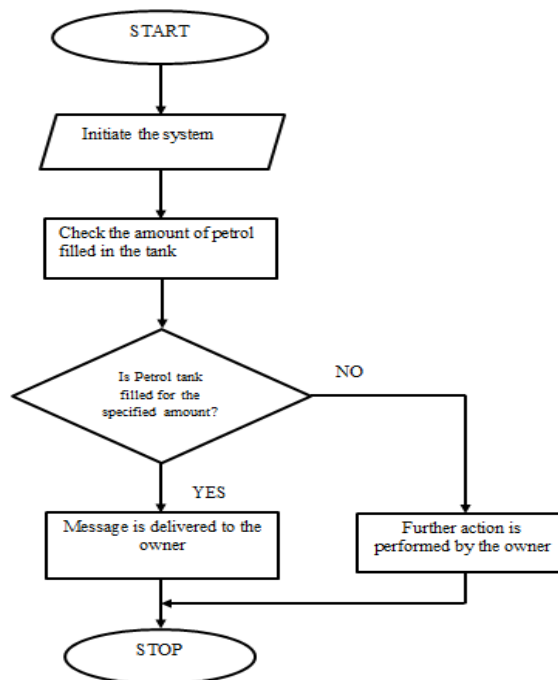 START
Initiate the system
Check the amount of petrol
filled in the tank
Is Petrol tank
filled for the
specified amount?
NO
YES
Message is delivered to the
owner
Further action is
performed by the owner
STOP